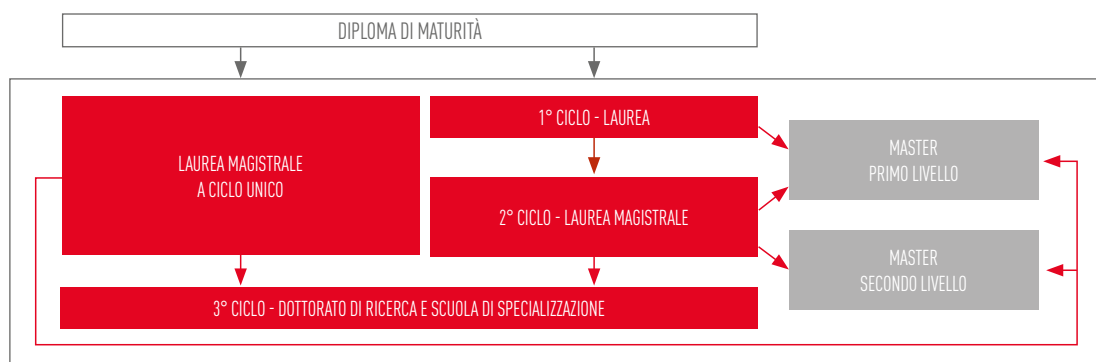 DIPLOMA DI MATURITÀ
LAUREA MAGISTRALE
A CICLO UNICO
1° CICLO - LAUREA
2° CICLO - LAUREA MAGISTRALE
MASTER
PRIMO LIVELLO
MASTER
SECONDO LIVELLO
3° CICLO - DOTTORATO DI RICERCA E SCUOLA DI SPECIALIZZAZIONE